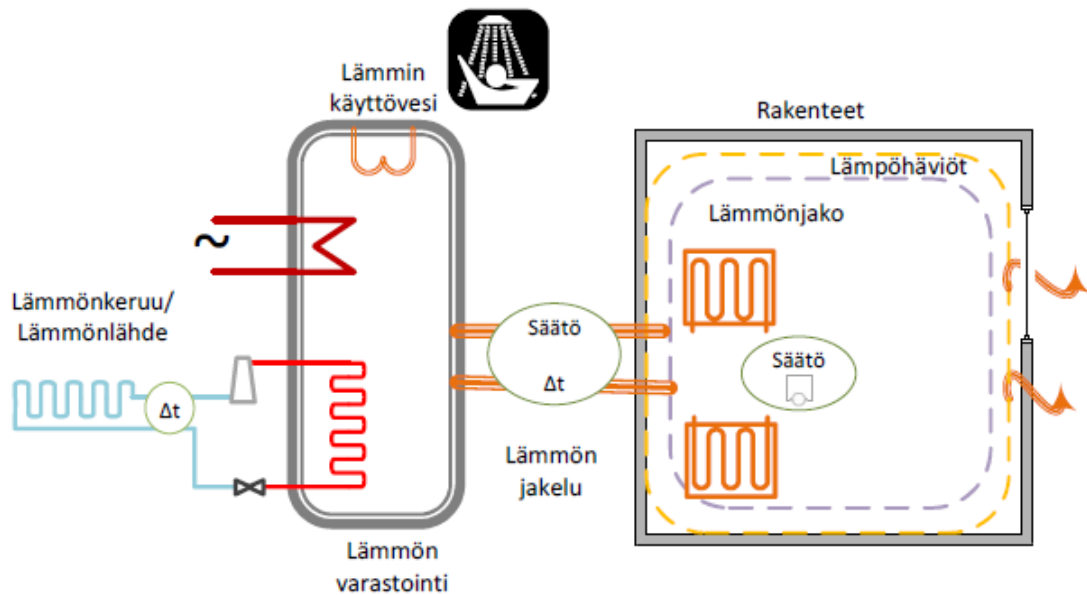 Lämmin
käyttövesi
Rakenteet
Lämpöhäviöt
Lämmönjako
~
Lämmönkeruu/
Lämmönlähde
Säätö
Δt
Säätö
Δt
Lämmön
jakelu
Lämmön
varastointi